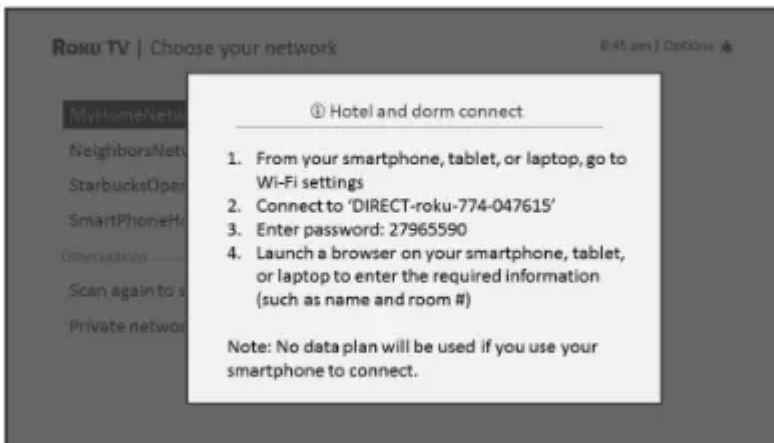 ROKU TV | Choose your network
8:45 am | Options ✱
MyHomeNetw
NeighborsNetw
StarbucksOpen
SmartPhoneHo
Scan again to s
Private networ
ⓘ Hotel and dorm connect
1. From your smartphone, tablet, or laptop, go to
Wi-Fi settings
2. Connect to ‘DIRECT-roku-774-047615’
3. Enter password: 27965590
4. Launch a browser on your smartphone, tablet,
or laptop to enter the required information
(such as name and room #)
Note: No data plan will be used if you use your
smartphone to connect.